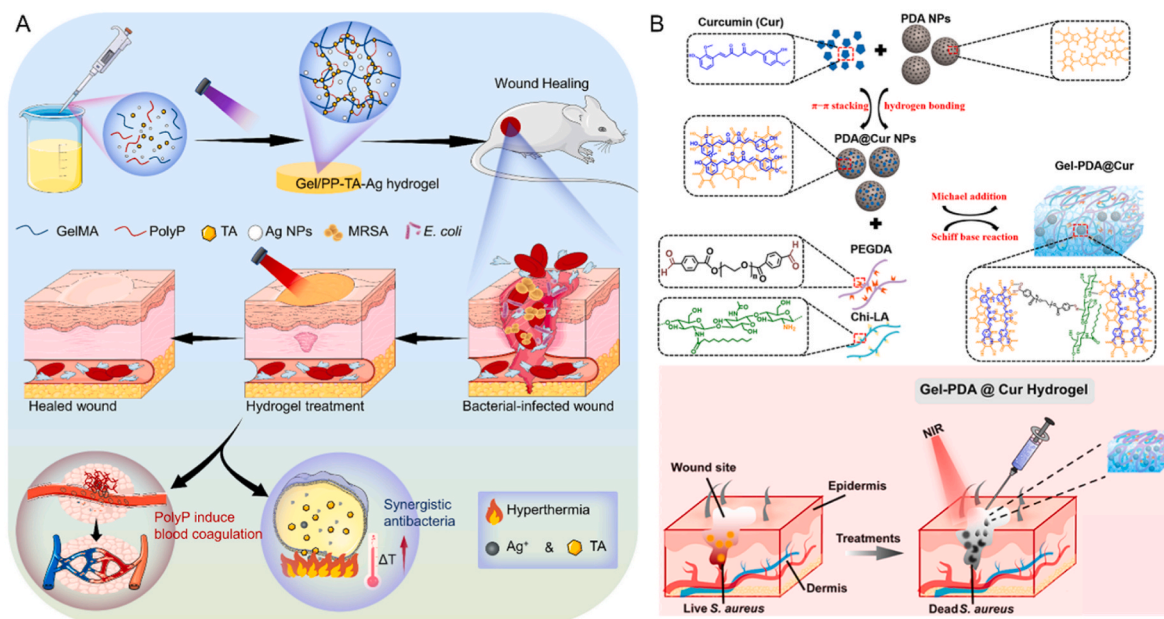 A
Wound Healing
Gel/PP-TA-Ag hydrogel
GelMA
PolyP
TA
Ag NPs
MRSA
E. coli
Healed wound
Hydrogel treatment
Bacterial-infected wound
PolyP induce
blood coagulation
ΔT
Synergistic
antibacteria
Hyperthermia
Ag⁺ & TA
B
Curcumin (Cur)
PDA NPs
π-π stacking
hydrogen bonding
PDA@Cur NPs
Gel-PDA@Cur
Michael addition
Schiff base reaction
PEGDA
Chi-LA
Gel-PDA @ Cur Hydrogel
NIR
Wound site
Epidermis
Treatments
Dermis
Live S. aureus
Dead S. aureus